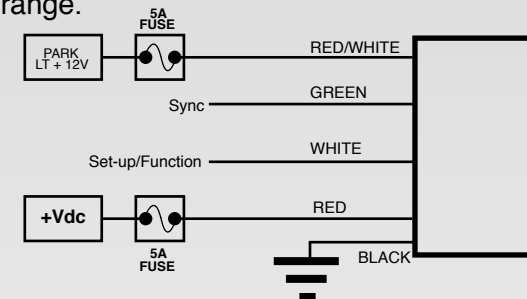 range.
5A
FUSE
PARK
LT + 12V
RED/WHITE
Sync
GREEN
Set-up/Function
WHITE
+Vdc
RED
5A
FUSE
BLACK